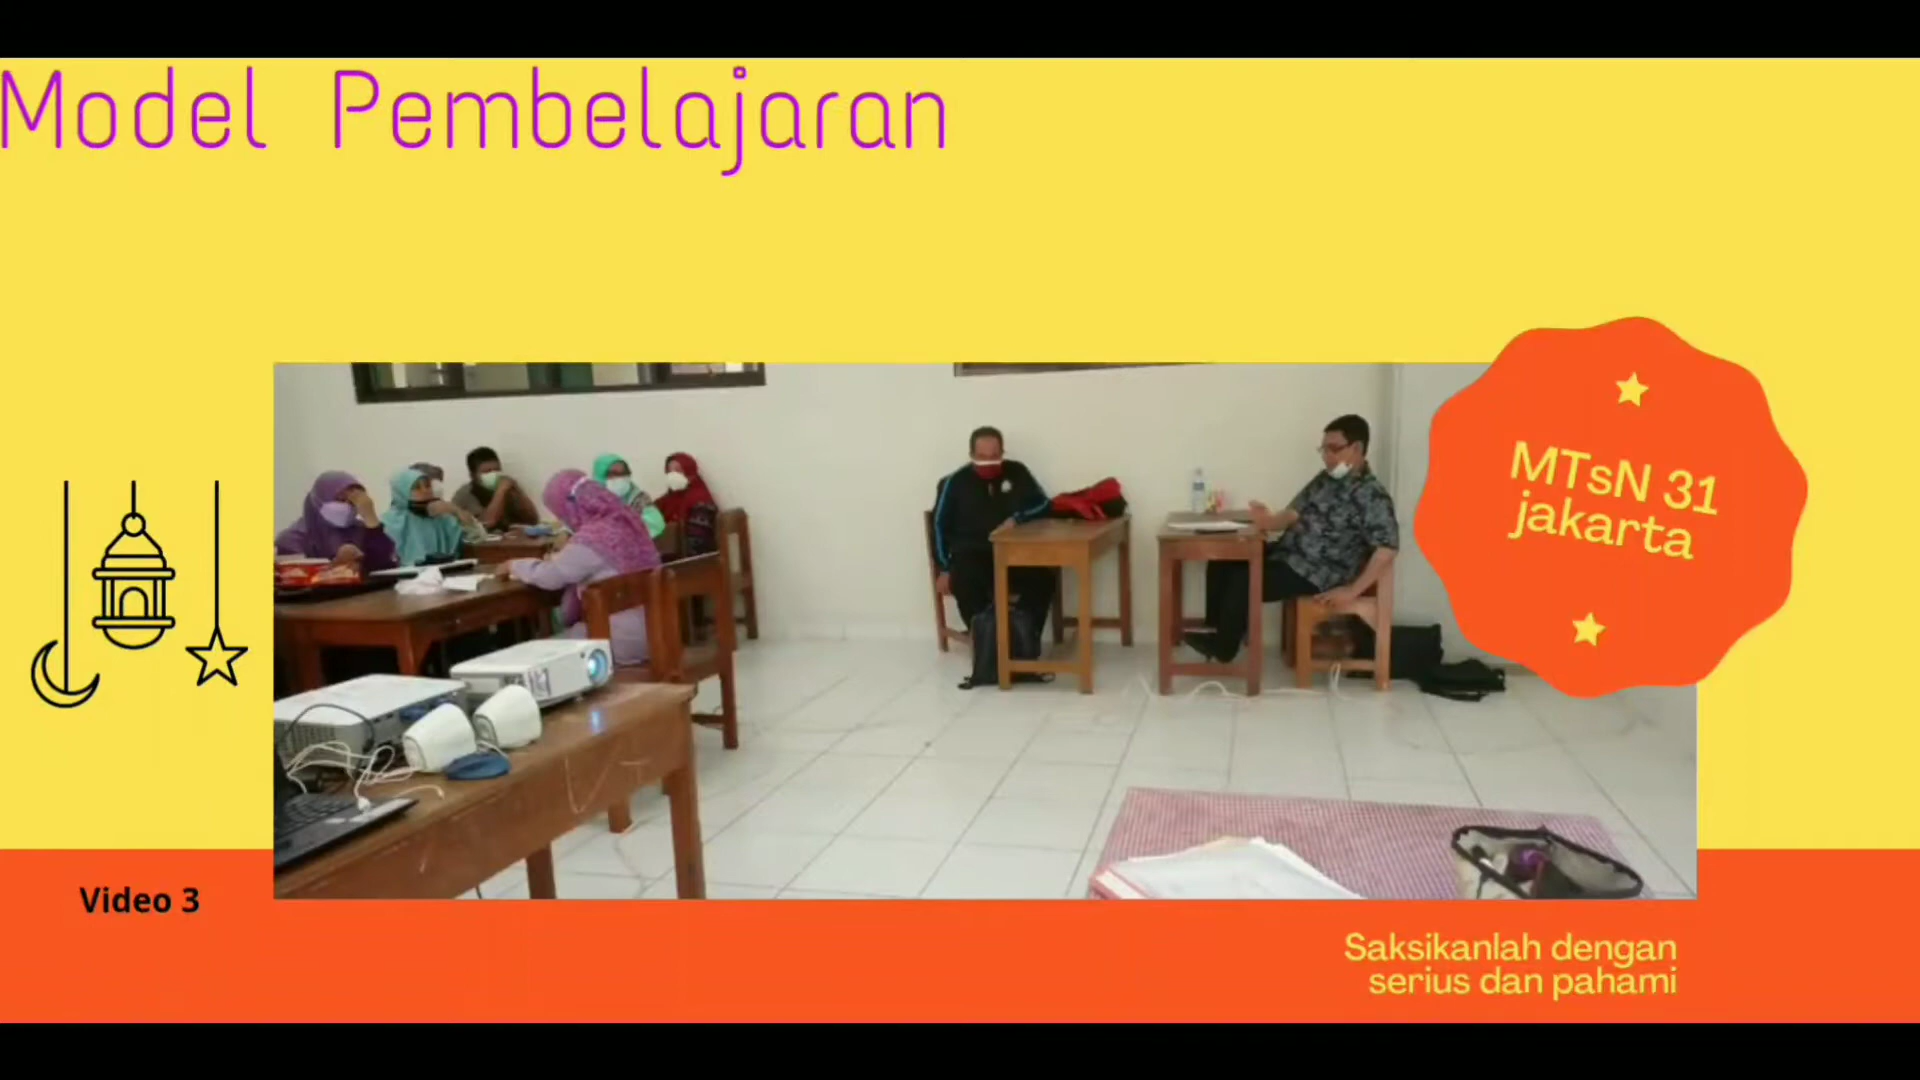 Model Pembelajaran
MTsN 31
jakarta
Video 3
Saksikanlah dengan
serius dan pahami